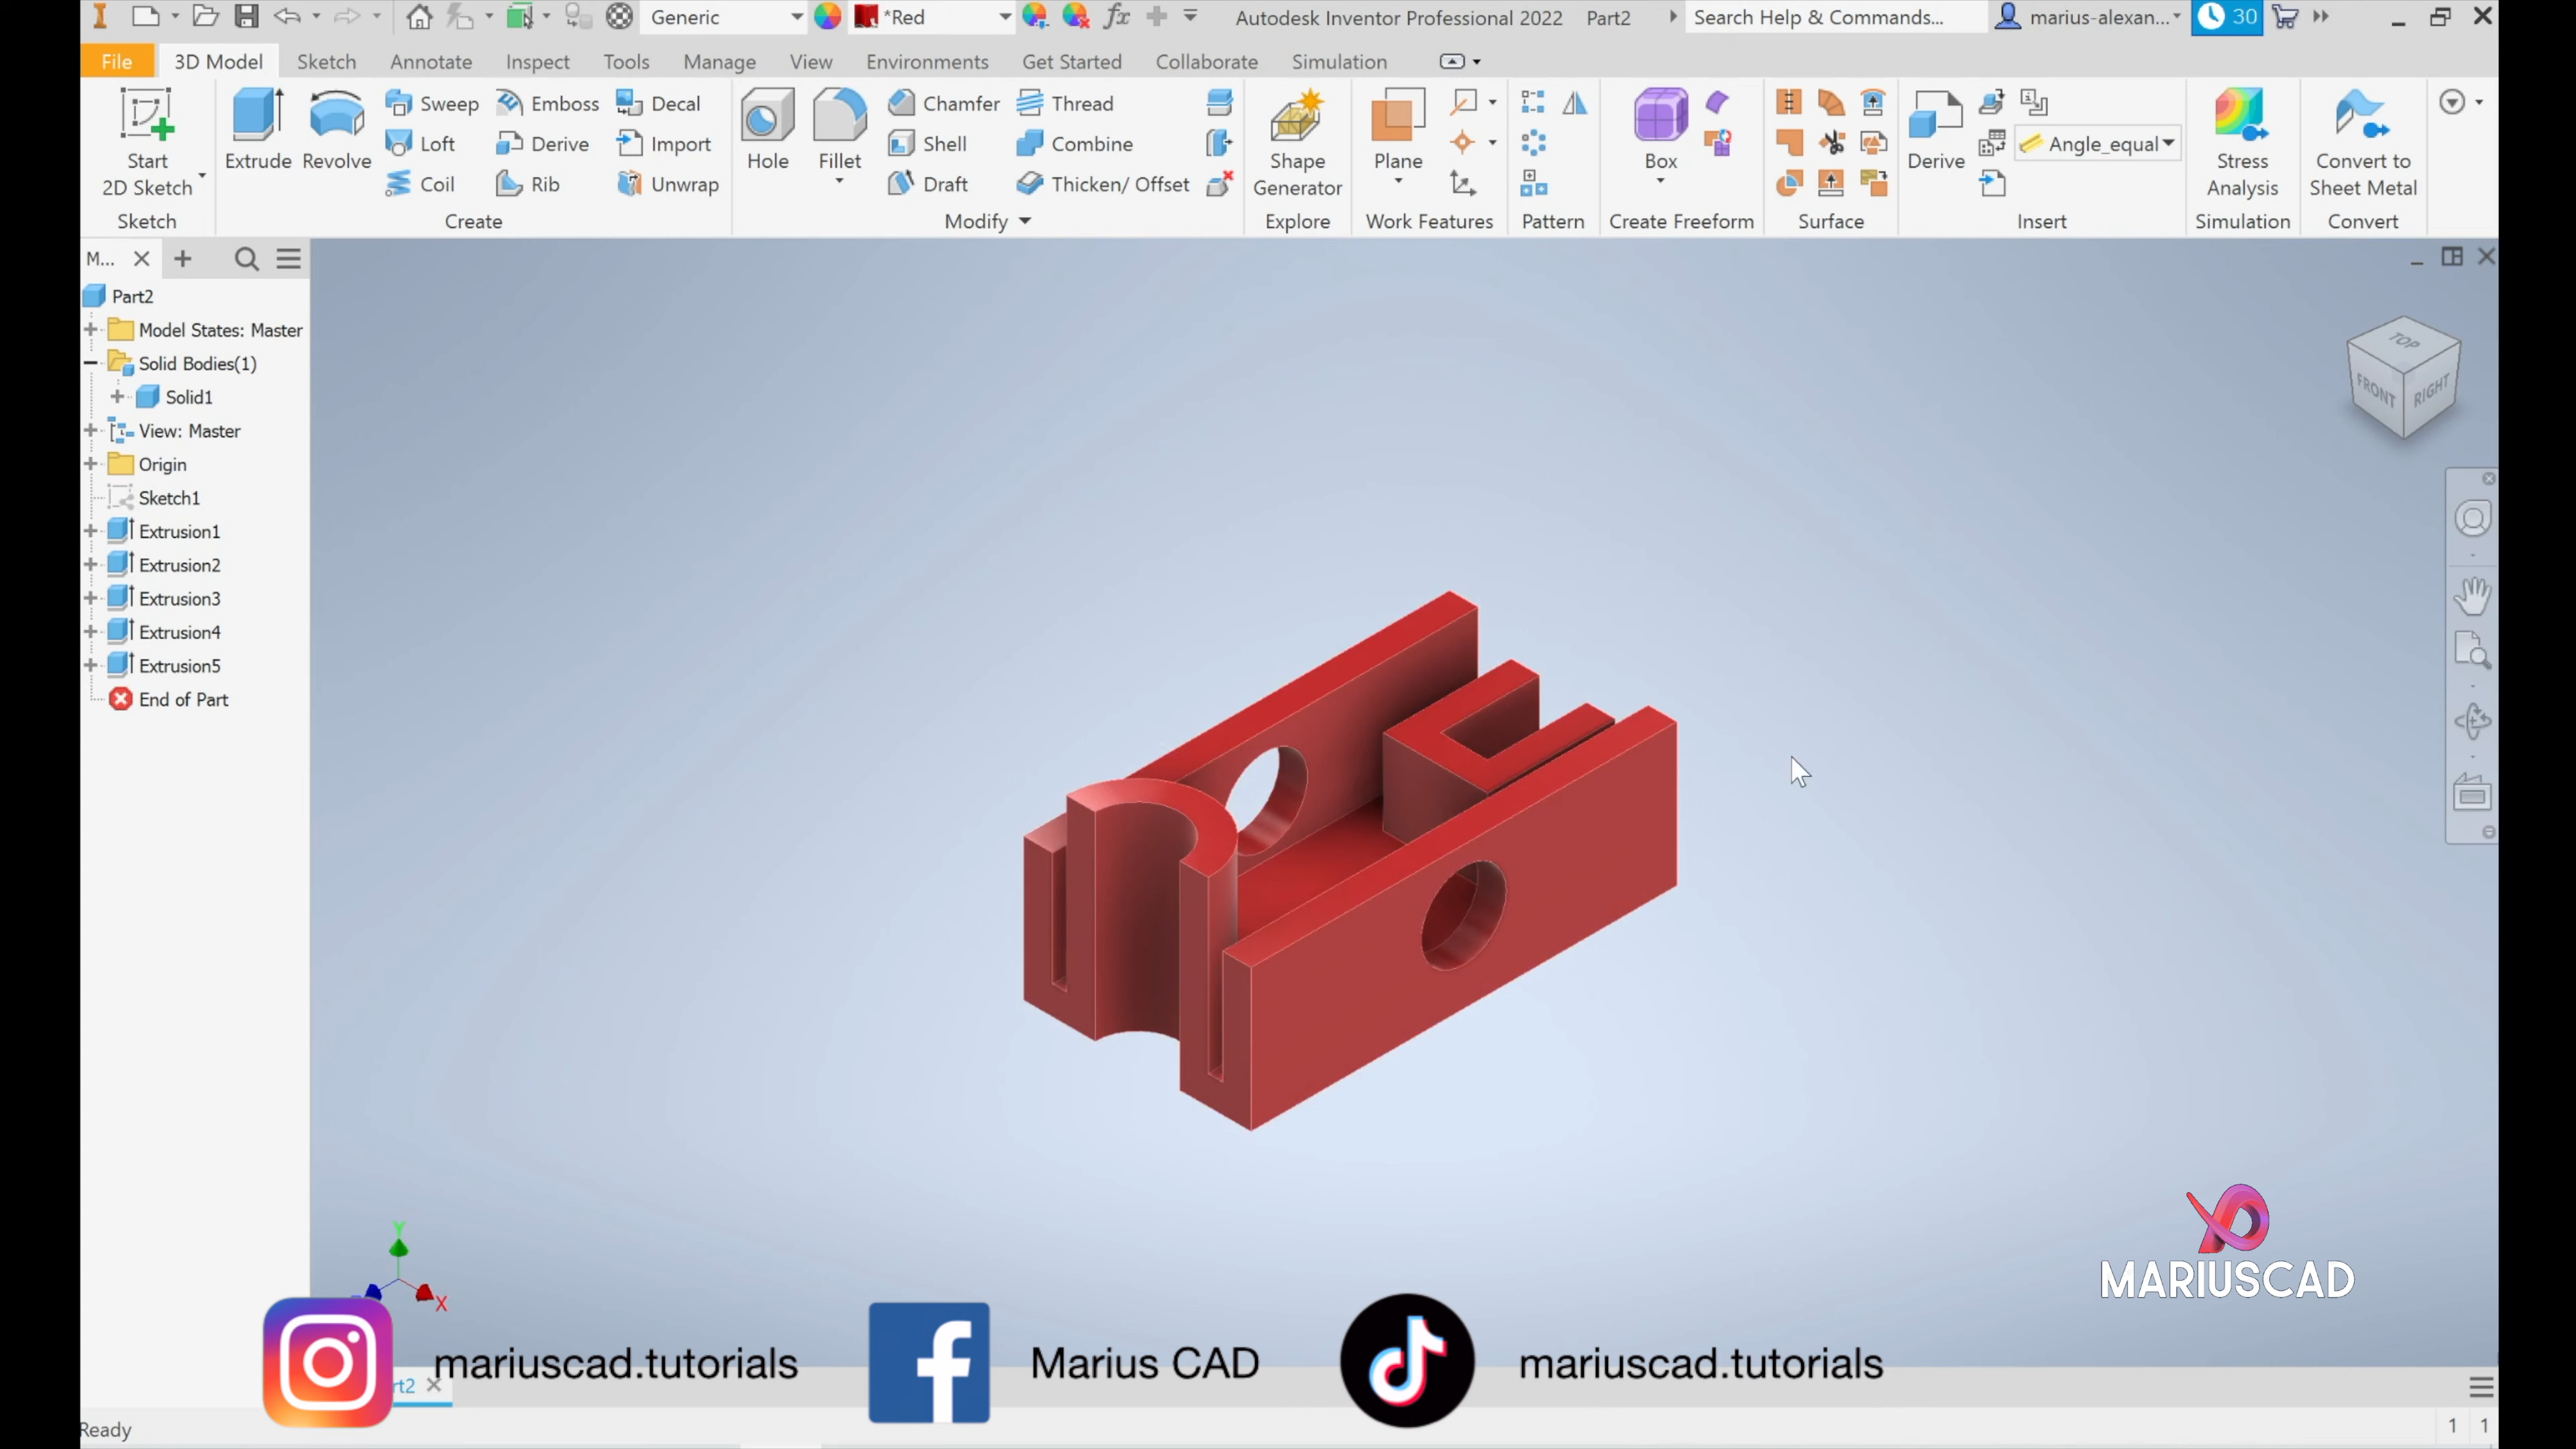 Generic
*Red
Autodesk Inventor Professional 2022 Part2
Search Help & Commands...
marius-alexan...
30
File 3D Model Sketch Annotate Inspect Tools Manage View Environments Get Started Collaborate Simulation
Start
2D Sketch
Extrude
Revolve
Sweep
Loft
Coil
Emboss
Derive
Rib
Decal
Import
Unwrap
Hole
Fillet
Chamfer
Shell
Draft
Thread
Combine
Thicken/ Offset
Shape
Generator
Plane
Box
Derive
Angle_equal
Stress
Analysis
Convert to
Sheet Metal
Sketch Create Modify Explore Work Features Pattern Create Freeform Surface Insert Simulation Convert
M...
Part2
Model States: Master
Solid Bodies(1)
Solid1
View: Master
Origin
Sketch1
Extrusion1
Extrusion2
Extrusion3
Extrusion4
Extrusion5
End of Part
TOP
FRONT
RIGHT
Y
X
MARIUSCAD
mariuscad.tutorials
Marius CAD
mariuscad.tutorials
rt2
Ready
1 1